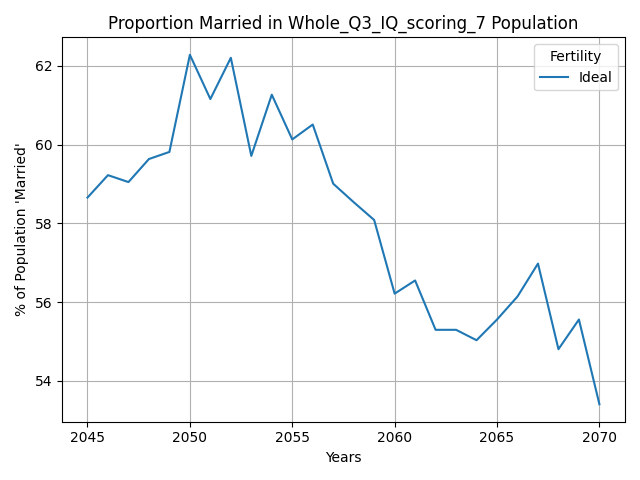 Proportion Married in Whole_Q3_IQ_scoring_7 Population
Fertility
Ideal
% of Population 'Married'
62
60
58
56
54
2045 2050 2055 2060 2065 2070
Years